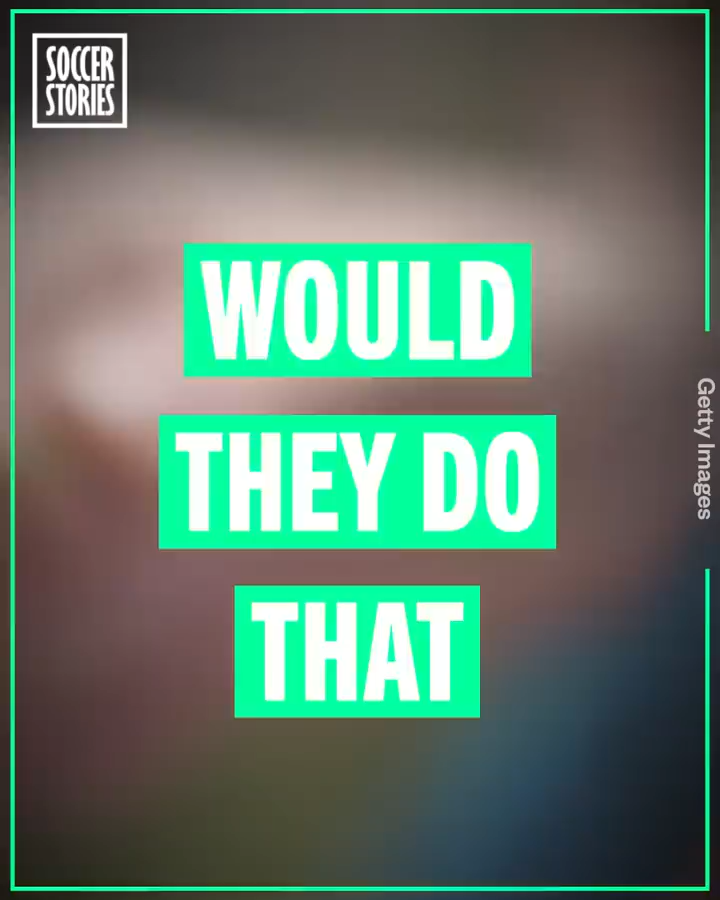 SOCCER
STORIES
WOULD
THEY DO
THAT
Getty Images